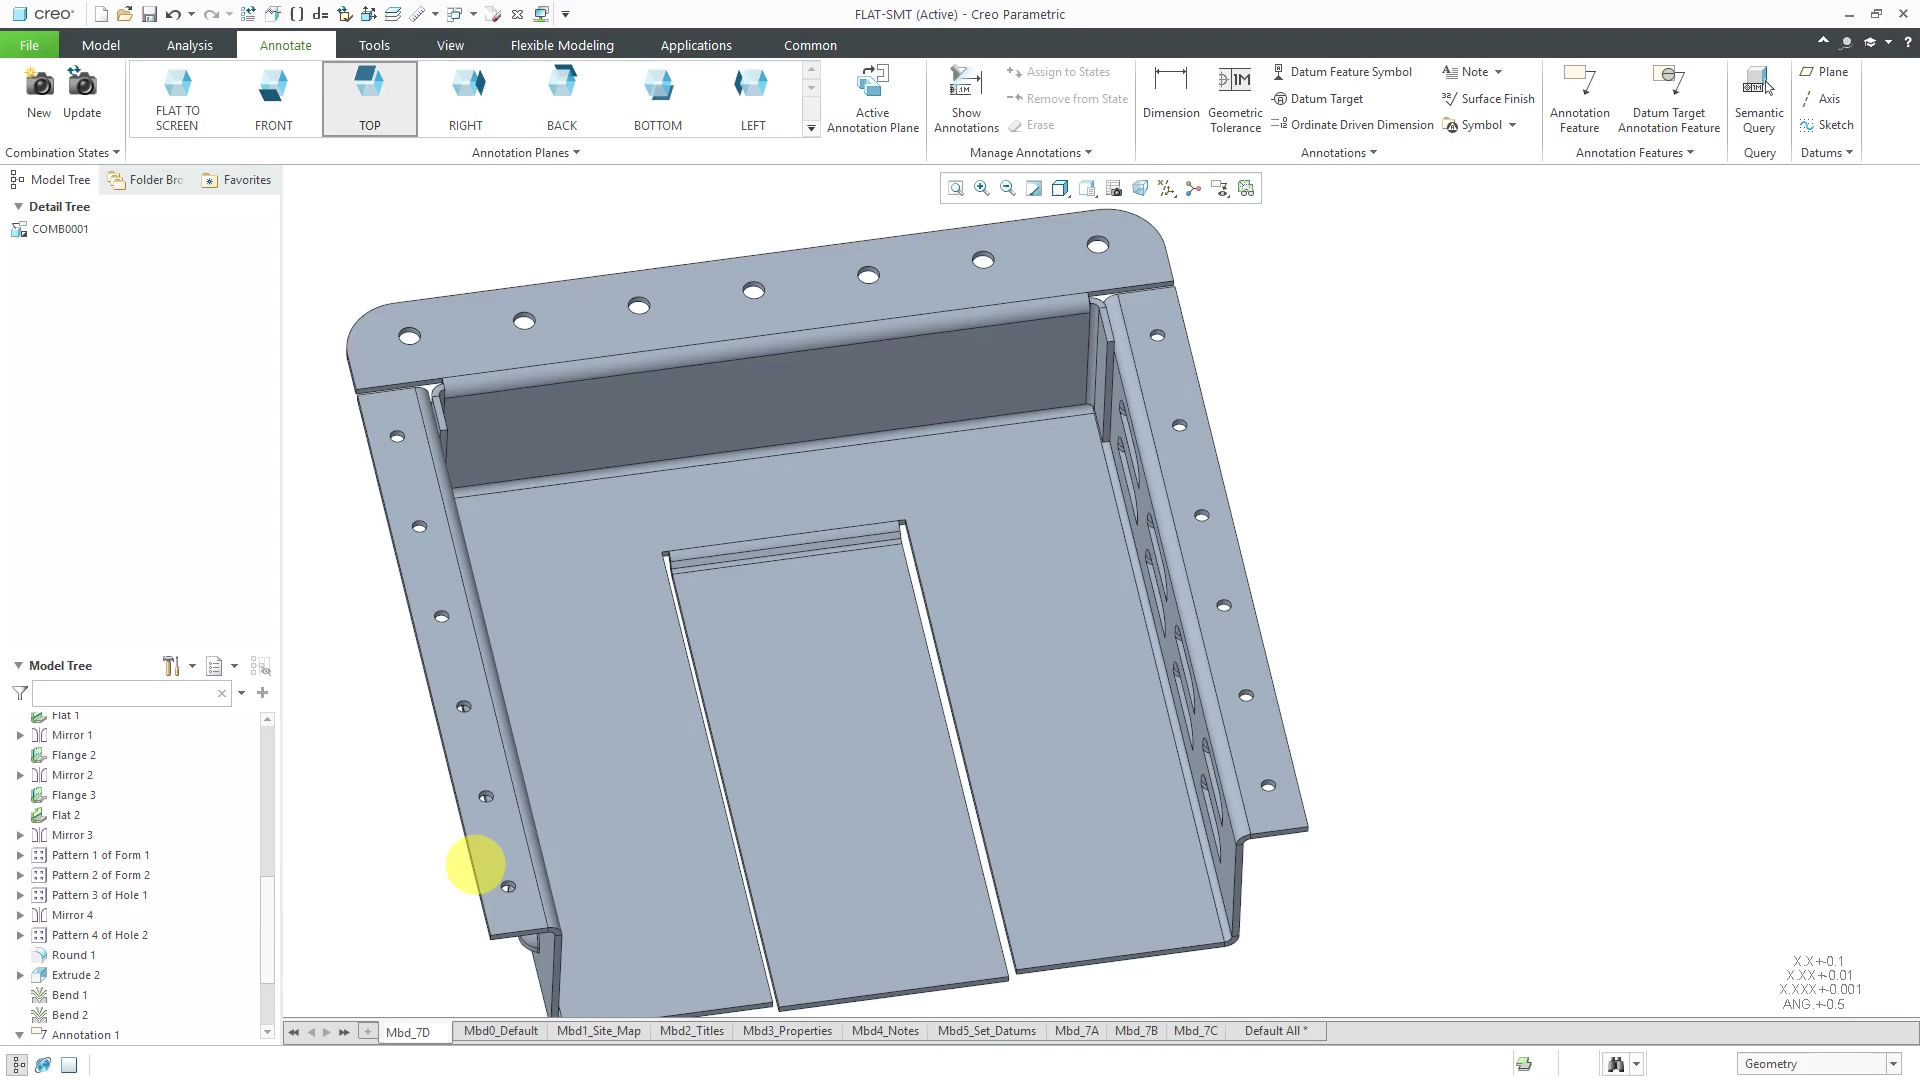 creo
FLAT-SMT (Active) - Creo Parametric
File
Model
Analysis
Annotate
Tools
View
Flexible Modeling
Applications
Common
New
Update
Combination States
FLAT TO
SCREEN
FRONT
TOP
RIGHT
BACK
BOTTOM
LEFT
Annotation Planes
Active
Annotation Plane
Show
Annotations
Assign to States
Remove from State
Erase
Manage Annotations
Dimension
Geometric
Tolerance
Datum Feature Symbol
Datum Target
Ordinate Driven Dimension
Note
Surface Finish
Symbol
Annotations
Annotation
Feature
Datum Target
Annotation Feature
Annotation Features
Semantic
Query
Query
Plane
Axis
Sketch
Datums
Model Tree
Folder Bro
Favorites
Detail Tree
COMB0001
Model Tree
Flat 1
Mirror 1
Flange 2
Mirror 2
Flange 3
Flat 2
Mirror 3
Pattern 1 of Form 1
Pattern 2 of Form 2
Pattern 3 of Hole 1
Mirror 4
Pattern 4 of Hole 2
Round 1
Extrude 2
Bend 1
Bend 2
Annotation 1
X.X+-0.1
X.XX+-0.01
X.XXX+-0.001
ANG.+-0.5
Mbd_7D
Mbd0_Default
Mbd1_Site_Map
Mbd2_Titles
Mbd3_Properties
Mbd4_Notes
Mbd5_Set_Datums
Mbd_7A
Mbd_7B
Mbd_7C
Default All *
Geometry